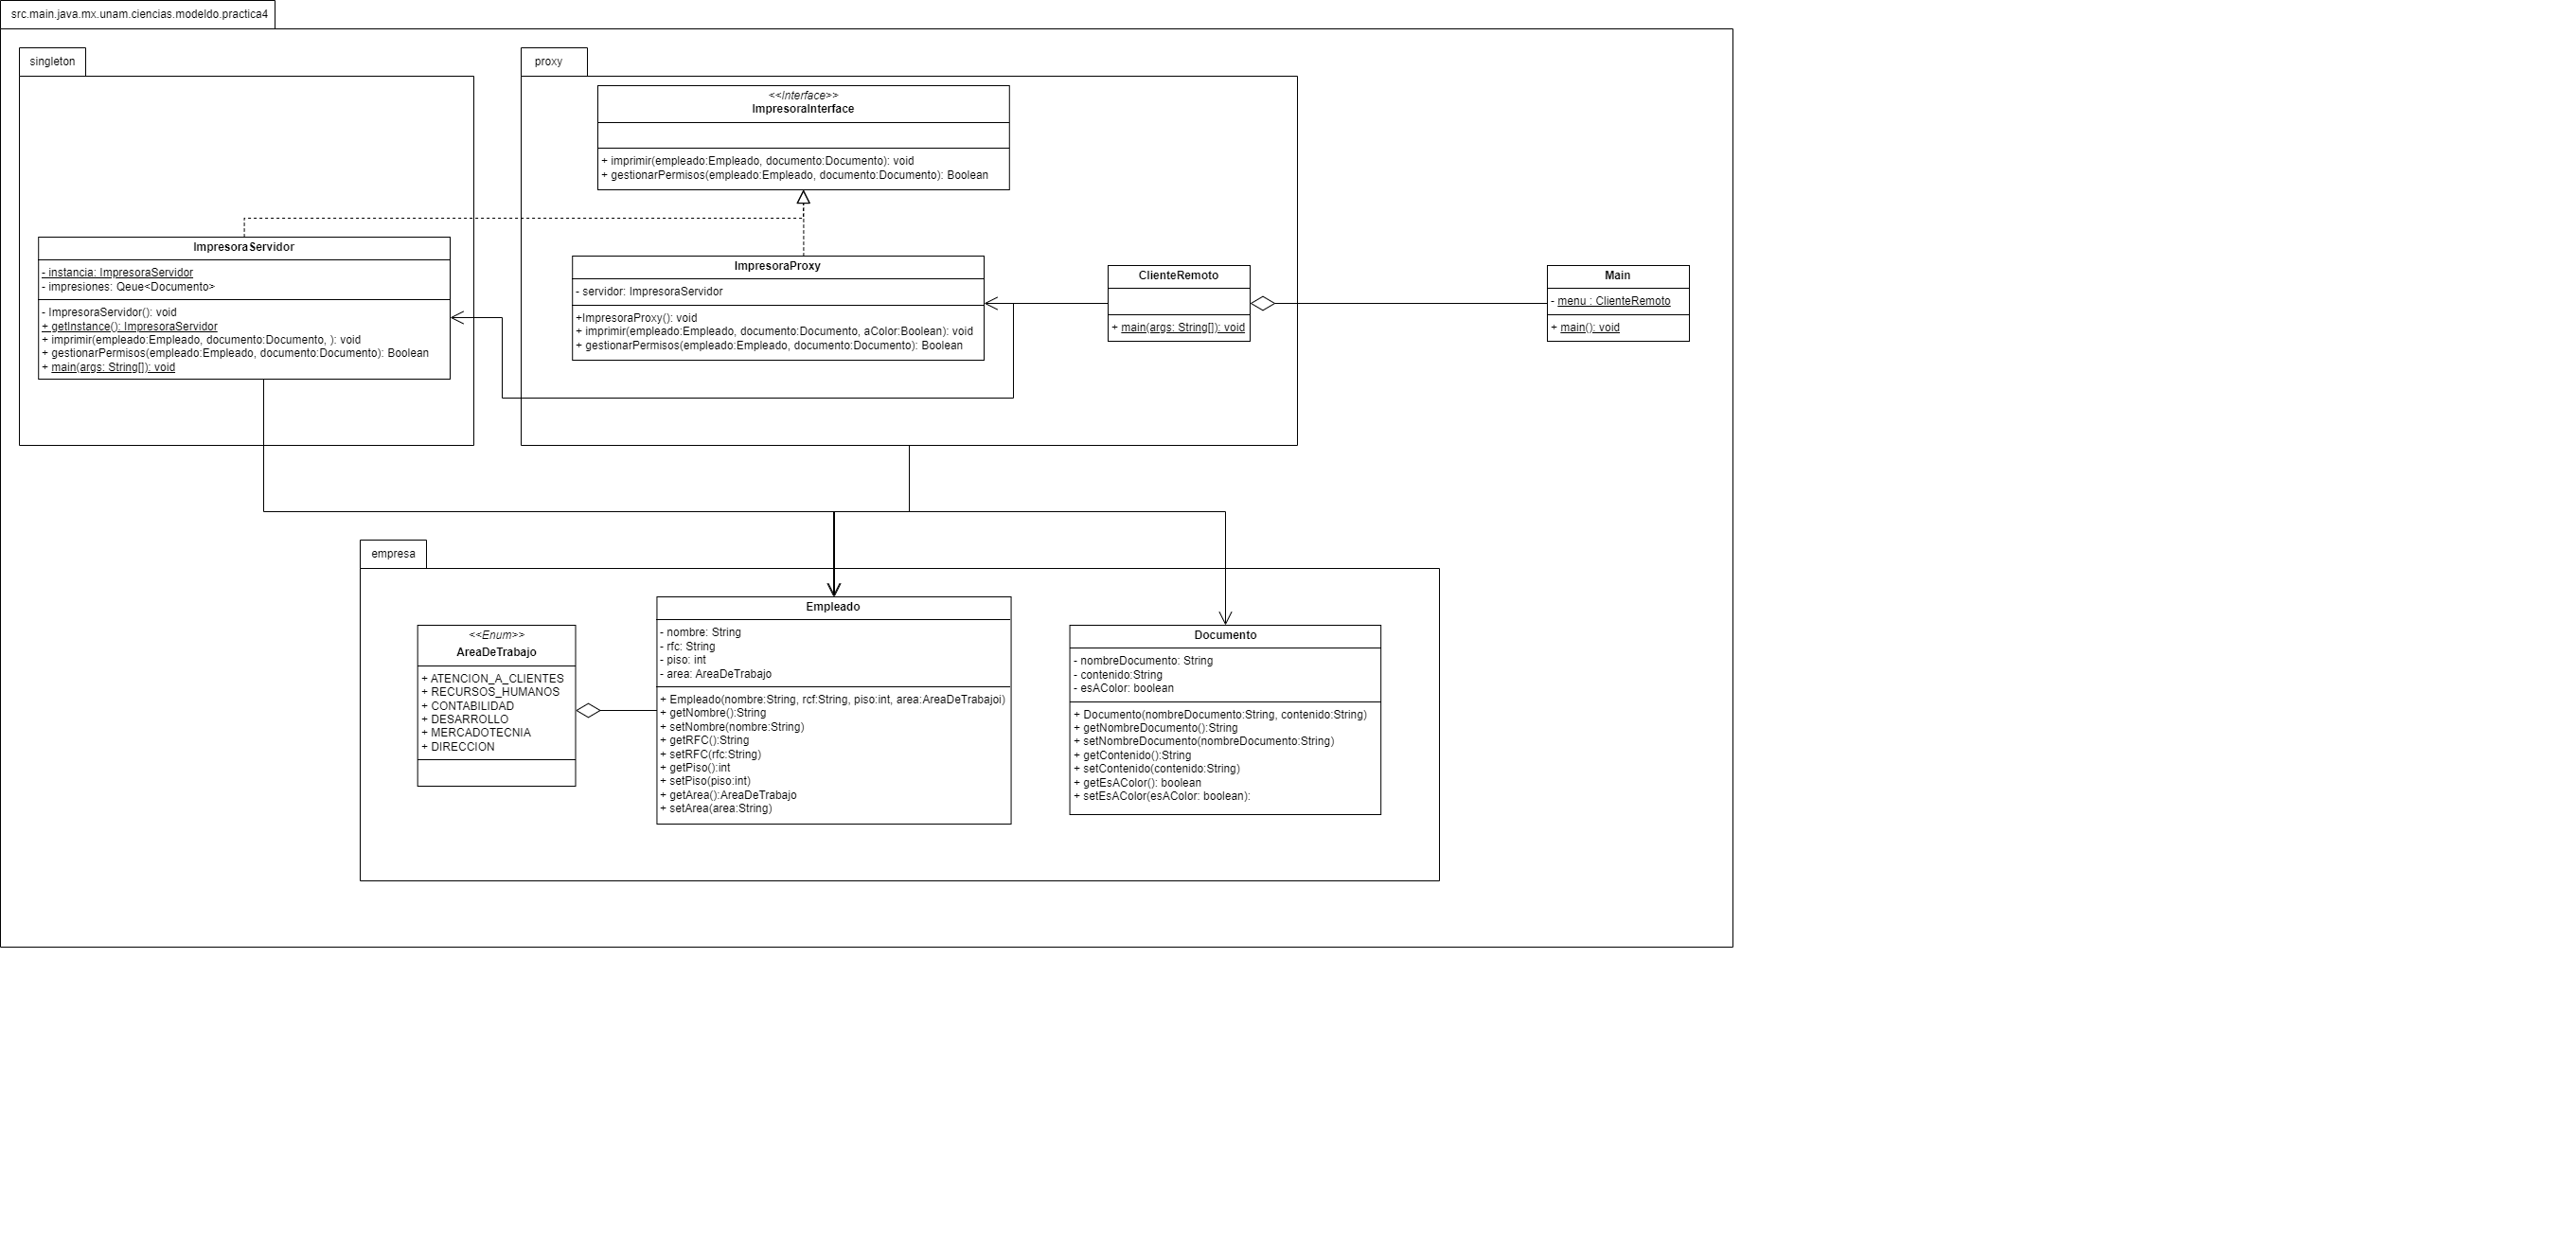 src.main.java.mx.unam.ciencias.modeldo.practica4
singleton
proxy
<<Interface>>
ImpresoraInterface
+ imprimir(empleado:Empleado, documento:Documento): void
+ gestionarPermisos(empleado:Empleado, documento:Documento): Boolean
ImpresoraServidor
- instancia: ImpresoraServidor
- impresiones: Qeue<Documento>
- ImpresoraServidor(): void
+ getInstance(): ImpresoraServidor
+ imprimir(empleado:Empleado, documento:Documento, ): void
+ gestionarPermisos(empleado:Empleado, documento:Documento): Boolean
+ main(args: String[]): void
ImpresoraProxy
- servidor: ImpresoraServidor
+ImpresoraProxy(): void
+ imprimir(empleado:Empleado, documento:Documento, aColor:Boolean): void
+ gestionarPermisos(empleado:Empleado, documento:Documento): Boolean
ClienteRemoto
+ main(args: String[]): void
Main
- menu : ClienteRemoto
+ main(): void
empresa
<<Enum>>
AreaDeTrabajo
+ ATENCION_A_CLIENTES
+ RECURSOS_HUMANOS
+ CONTABILIDAD
+ DESARROLLO
+ MERCADOTECNIA
+ DIRECCION
Empleado
- nombre: String
- rfc: String
- piso: int
- area: AreaDeTrabajo
+ Empleado(nombre:String, rcf:String, piso:int, area:AreaDeTrabajoi)
+ getNombre():String
+ setNombre(nombre:String)
+ getRFC():String
+ setRFC(rfc:String)
+ getPiso():int
+ setPiso(piso:int)
+ getArea():AreaDeTrabajo
+ setArea(area:String)
Documento
- nombreDocumento: String
- contenido:String
- esAColor: boolean
+ Documento(nombreDocumento:String, contenido:String)
+ getNombreDocumento():String
+ setNombreDocumento(nombreDocumento:String)
+ getContenido():String
+ setContenido(contenido:String)
+ getEsAColor(): boolean
+ setEsAColor(esAColor: boolean):